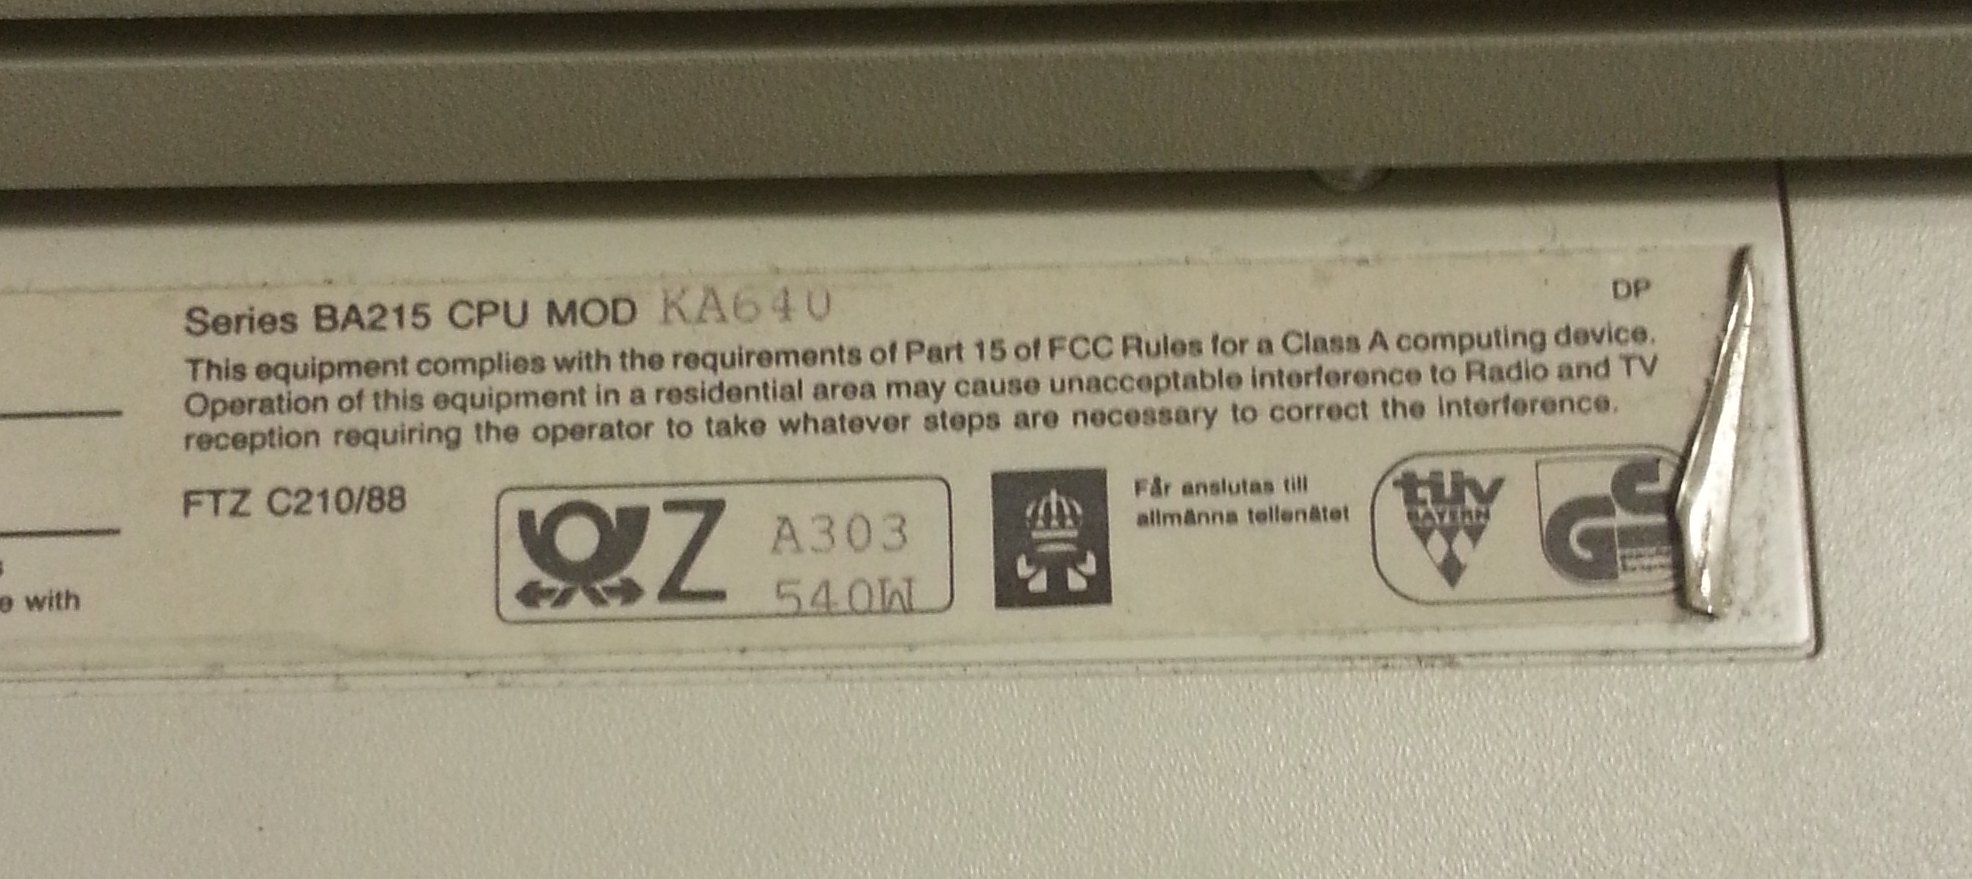 Series BA215 CPU MOD KA640
DP
This equipment complies with the requirements of Part 15 of FCC Rules for a Class A computing device.
Operation of this equipment in a residential area may cause unacceptable interference to Radio and TV
reception requiring the operator to take whatever steps are necessary to correct the interference.
FTZ C210/88
Z
A303
540W
Får anslutas till
allmänna telenätet
TÜV
BAYERN
GS
e with